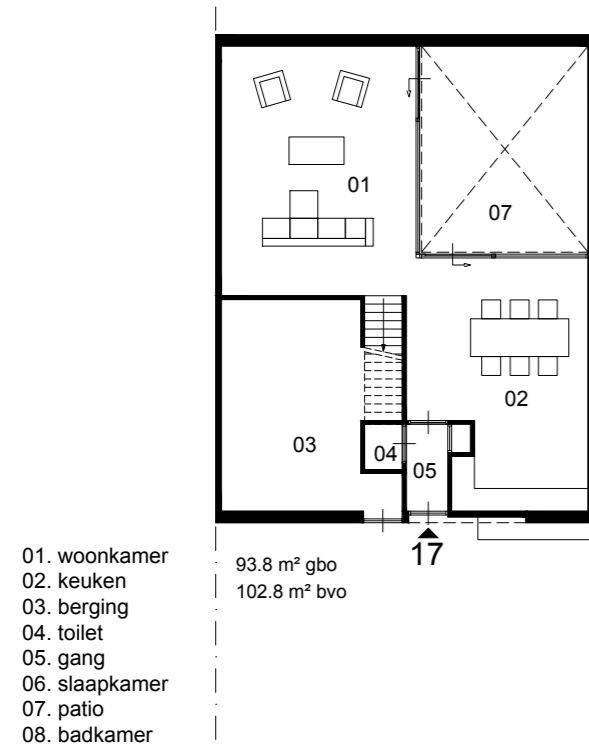 01
07
02
03
04
05
17
93.8 m² gbo
102.8 m² bvo
01. woonkamer
02. keuken
03. berging
04. toilet
05. gang
06. slaapkamer
07. patio
08. badkamer